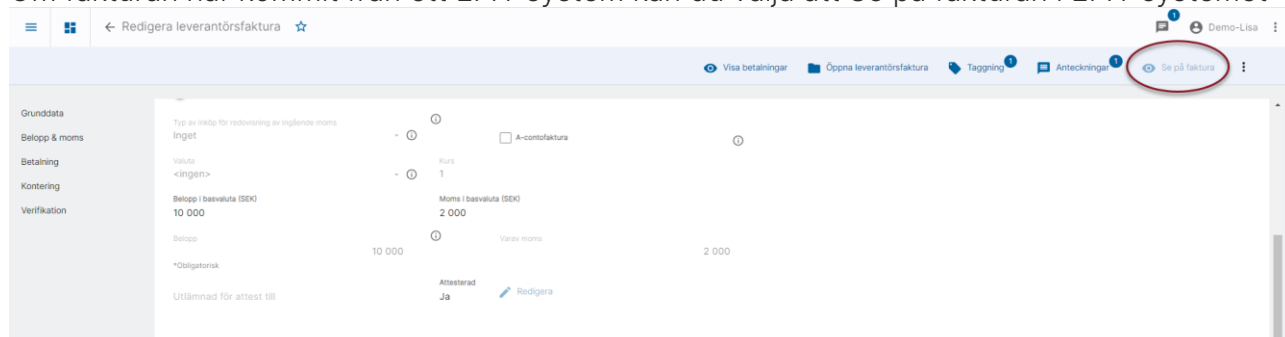 Om fakturan har kommit från ett EFH-system kan du välja att Se på fakturan i EFH-systemet
← Redigera leverantörsfaktura
1
Demo-Lisa
Visa betalningar
Öppna leverantörsfaktura
Taggning 1
Anteckningar 1
Se på faktura
Grunddata
Belopp & moms
Betalning
Kontering
Verifikation
Typ av inköp för redovisning av ingående moms
Inget
A-contofaktura
Valuta
Kurs
<ingen>
1
Belopp i basvaluta (SEK)
Moms i basvaluta (SEK)
10 000
2 000
Belopp
Varav moms
10 000
2 000
*Obligatorisk
Utlämnad för attest till
Attesterad
Ja
Redigera